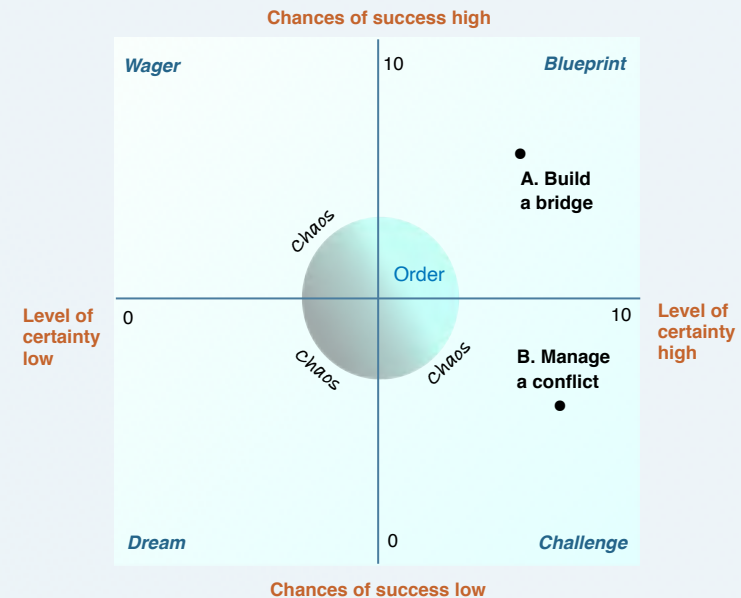 Chances of success high
Wager
10
Blueprint
A. Build
a bridge
Chaos
Order
Level of
certainty
low
0
10
Level of
certainty
high
Chaos
Chaos
B. Manage
a conflict
Dream
0
Challenge
Chances of success low